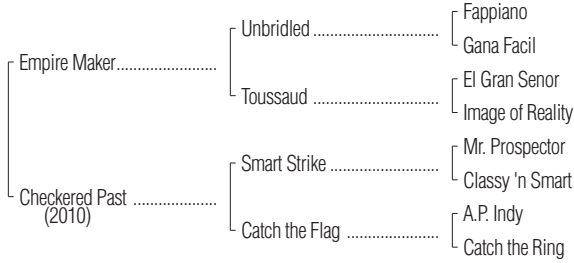 Fappiano
Unbridled ..............................
Gana Facil
Empire Maker........................
El Gran Senor
Toussaud ..............................
Image of Reality
Mr. Prospector
Smart Strike ..........................
Classy 'n Smart
Checkered Past ....................
(2010)
A.P. Indy
Catch the Flag ......................
Catch the Ring